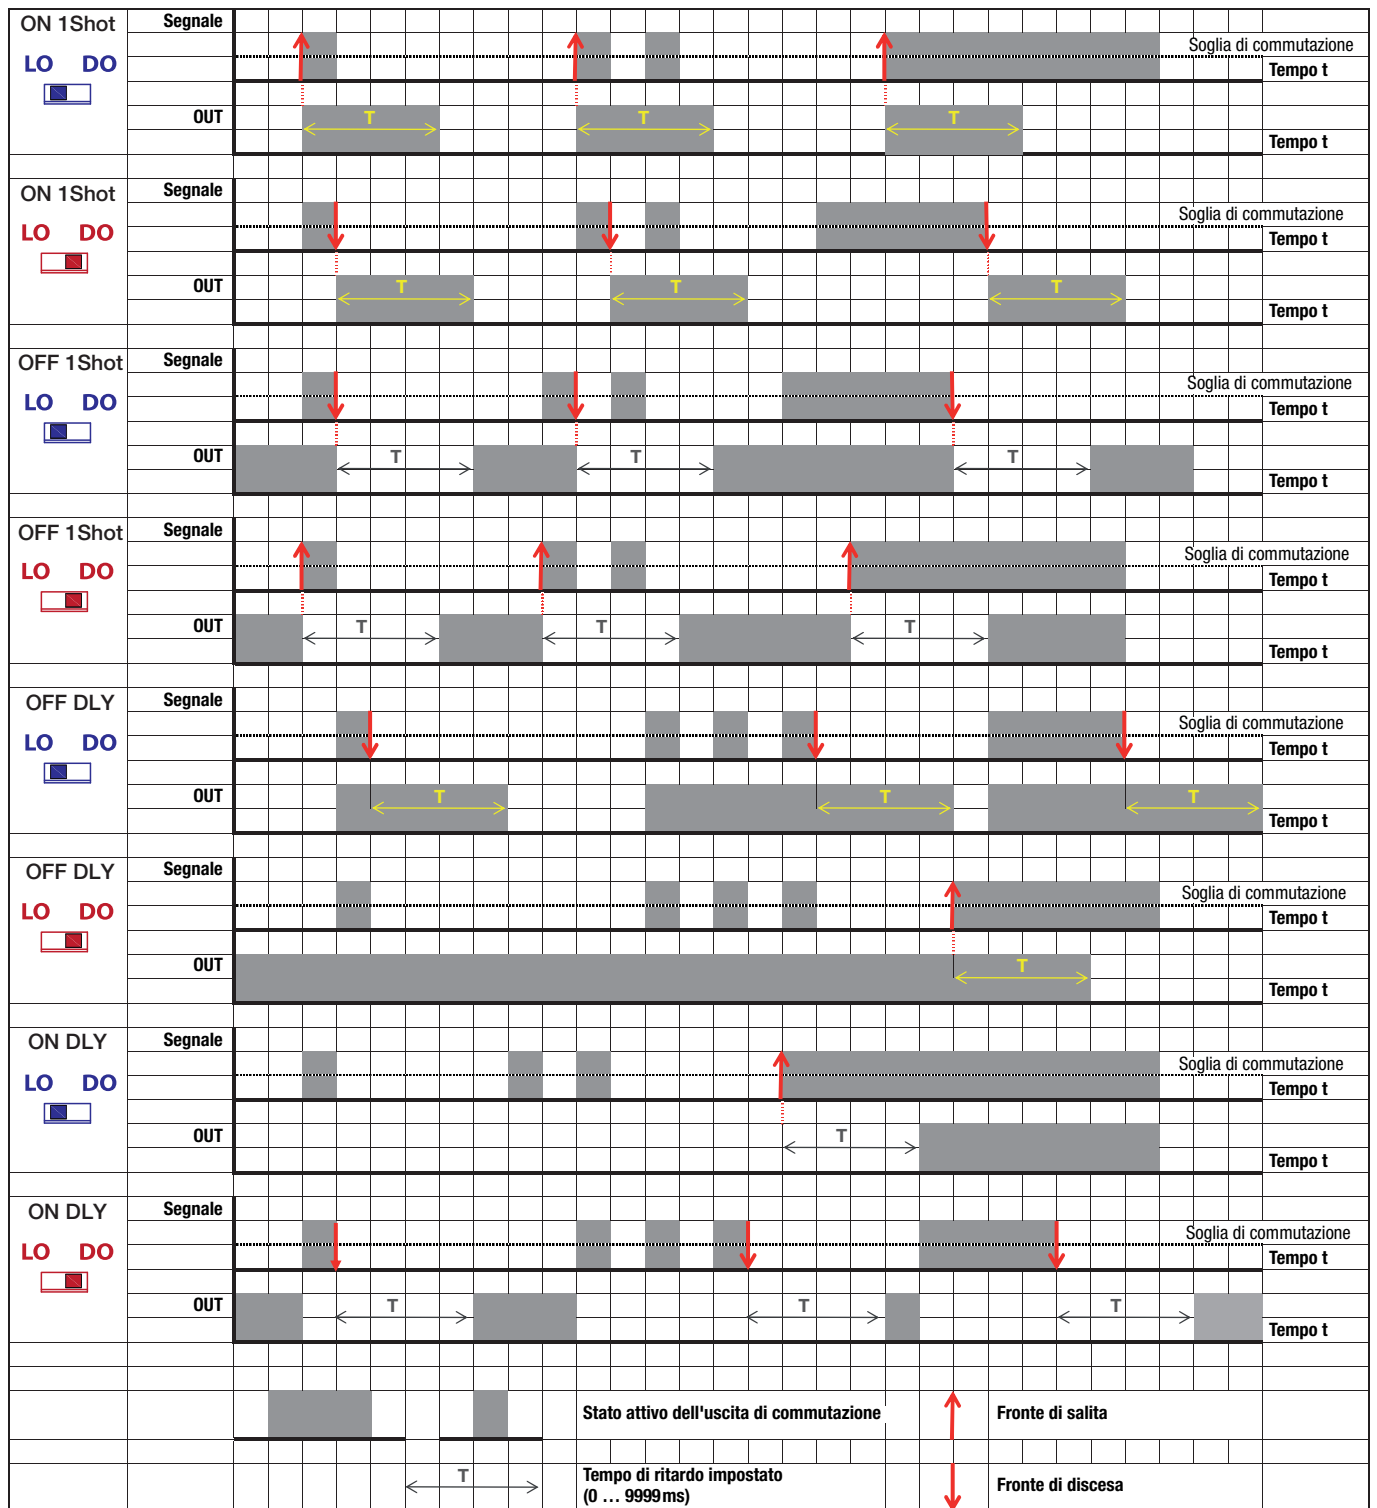 ON 1Shot
Segnale
LO DO
Soglia di commutazione
Tempo t
OUT
T T T
Tempo t
ON 1Shot
Segnale
LO DO
Soglia di commutazione
Tempo t
OUT
T T T
Tempo t
OFF 1Shot
Segnale
LO DO
Soglia di commutazione
Tempo t
OUT
T T T
Tempo t
OFF 1Shot
Segnale
LO DO
Soglia di commutazione
Tempo t
OUT
T T T
Tempo t
OFF DLY
Segnale
LO DO
Soglia di commutazione
Tempo t
OUT
T T T
Tempo t
OFF DLY
Segnale
LO DO
Soglia di commutazione
Tempo t
OUT
T
Tempo t
ON DLY
Segnale
LO DO
Soglia di commutazione
Tempo t
OUT
T
Tempo t
ON DLY
Segnale
LO DO
Soglia di commutazione
Tempo t
OUT
T T T
Tempo t
Stato attivo dell'uscita di commutazione
Fronte di salita
T
Tempo di ritardo impostato
(0 … 9999ms)
Fronte di discesa